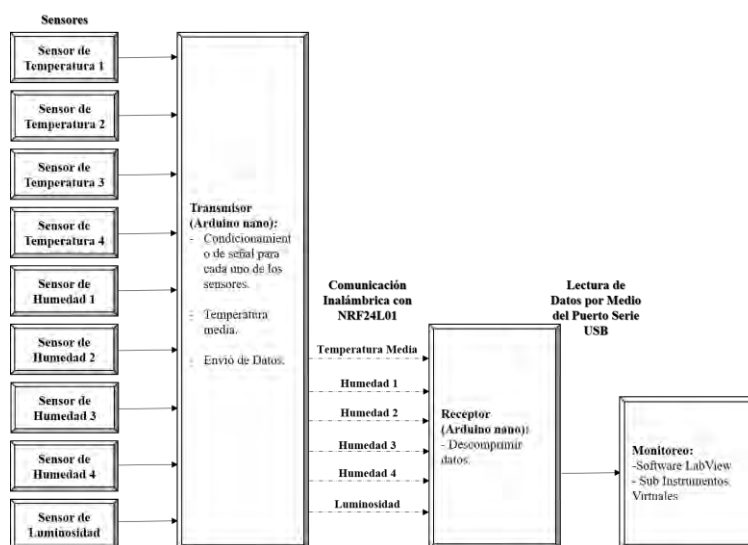 Sensores
Sensor de
Temperatura 1
Sensor de
Temperatura 2
Sensor de
Temperatura 3
Sensor de
Temperatura 4
Sensor de
Humedad 1
Sensor de
Humedad 2
Sensor de
Humedad 3
Sensor de
Humedad 4
Sensor de
Luminosidad
Transmisor
(Arduino nano):
- Condicionamient
o de señal para
cada uno de los
sensores.
- Temperatura
media.
- Envió de Datos.
Comunicación
Inalámbrica con
NRF24L01
Temperatura Media
Humedad 1
Humedad 2
Humedad 3
Humedad 4
Luminosidad
Receptor
(Arduino nano):
- Descomprimir
datos.
Lectura de
Datos por Medio
del Puerto Serie
USB
Monitoreo:
-Software LabView
- Sub Instrumentos
Virtuales